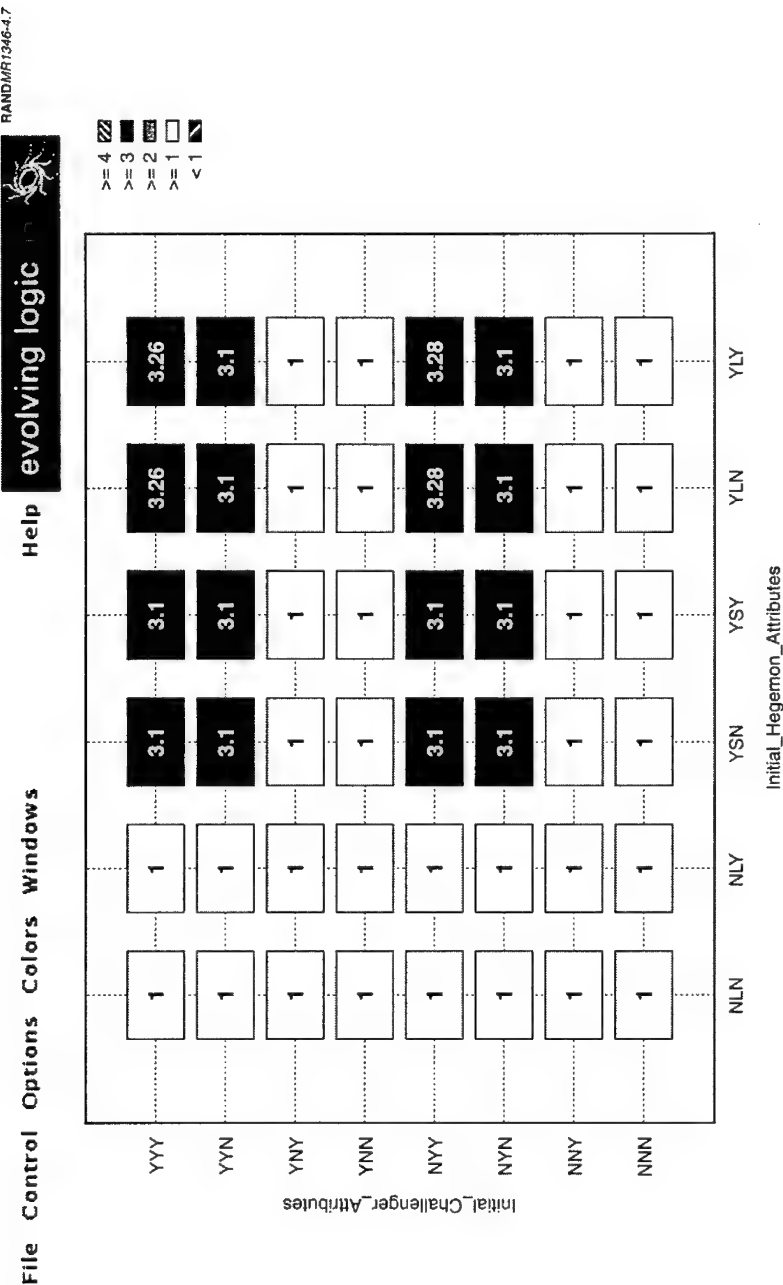 RANDMR1346-4.7
File Control Options Colors Windows Help evolving logic
>= 4
>= 3
>= 2
>= 1
< 1
Initial_Challenger_Attributes
YYY 1 1 3.1 3.1 3.26 3.26
YYN 1 1 3.1 3.1 3.1 3.1
YNY 1 1 1 1 1 1
YNN 1 1 1 1 1 1
NYY 1 1 3.1 3.1 3.28 3.28
NYN 1 1 3.1 3.1 3.1 3.1
NNY 1 1 1 1 1 1
NNN 1 1 1 1 1 1
NLN NLY YSN YSY YLN YLY
Initial_Hegemon_Attributes